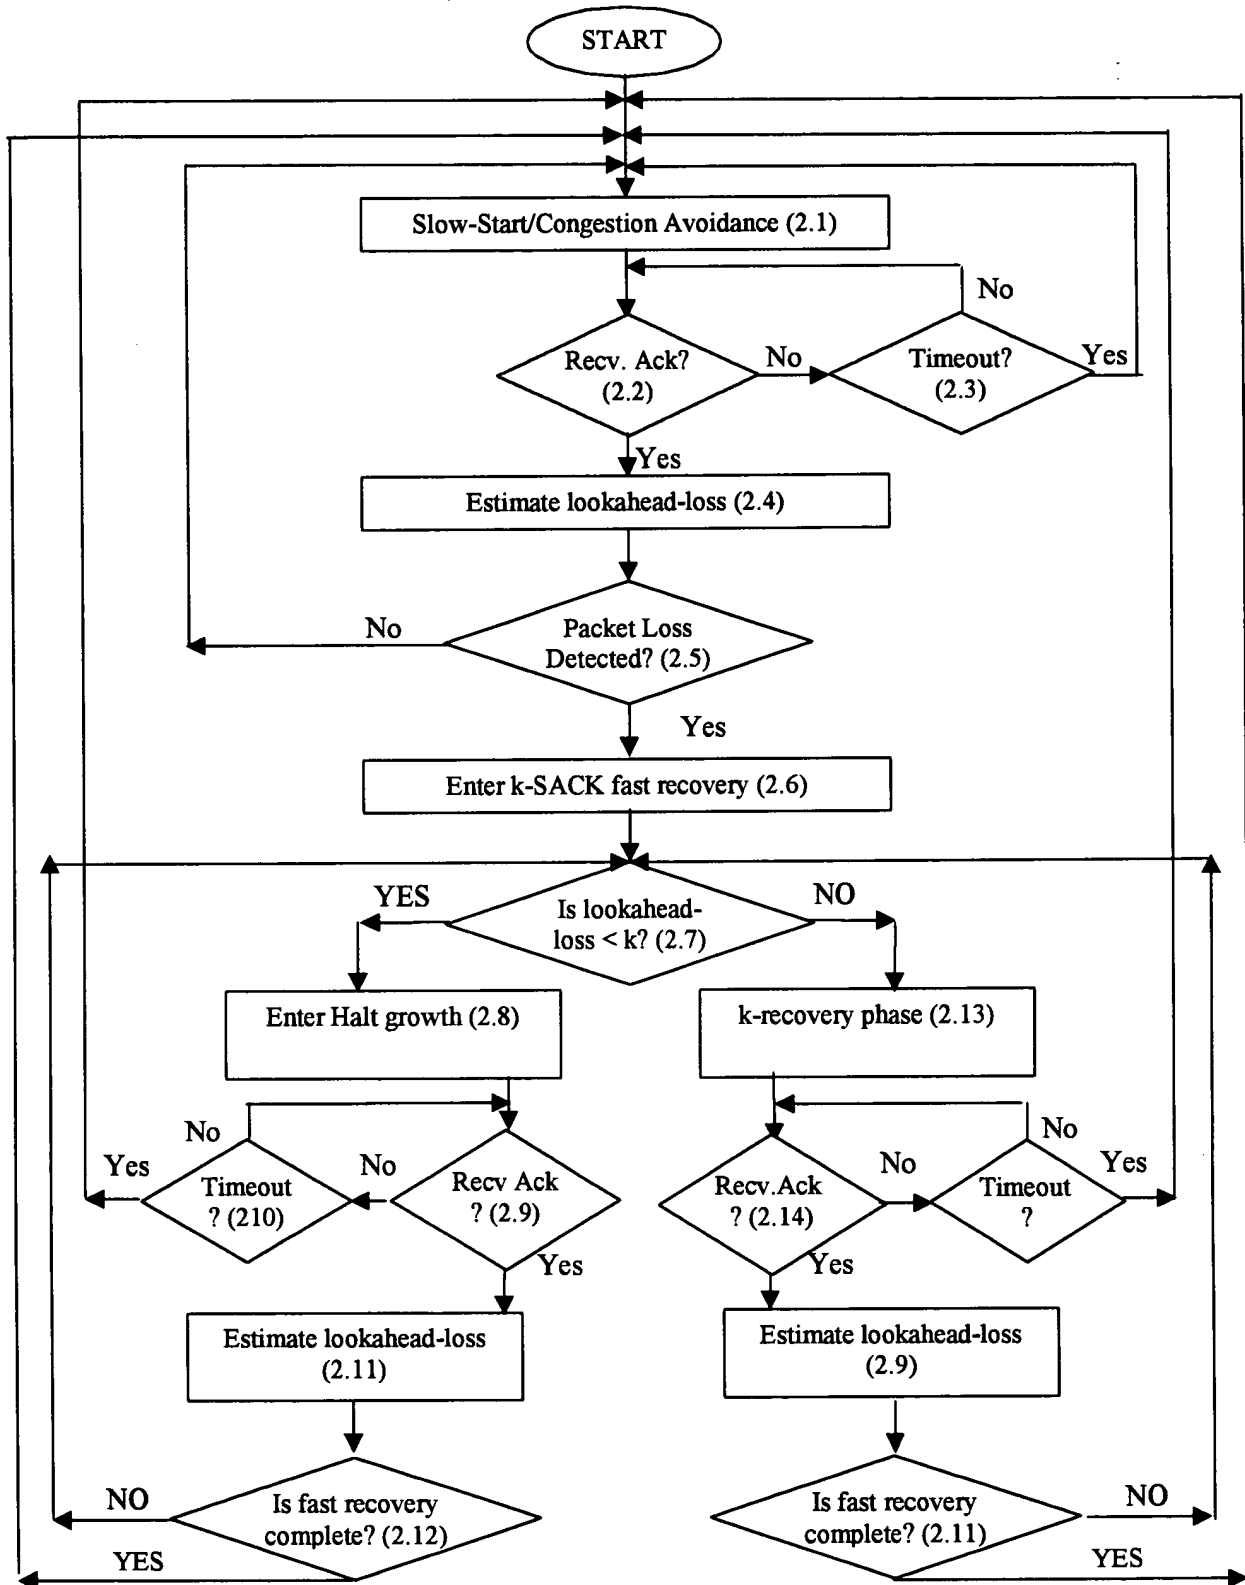 START
Slow-Start/Congestion Avoidance (2.1)
No
Recv. Ack?
(2.2)
No
Timeout?
(2.3)
Yes
Yes
Estimate lookahead-loss (2.4)
No
Packet Loss
Detected? (2.5)
Yes
Enter k-SACK fast recovery (2.6)
YES
Is lookahead-
loss < k? (2.7)
NO
Enter Halt growth (2.8)
k-recovery phase (2.13)
No
Yes
Timeout
? (210)
No
Recv Ack
? (2.9)
Yes
No
Recv.Ack
? (2.14)
No
Timeout
?
Yes
Yes
Estimate lookahead-loss
(2.11)
Estimate lookahead-loss
(2.9)
NO
Is fast recovery
complete? (2.12)
YES
Is fast recovery
complete? (2.11)
NO
YES